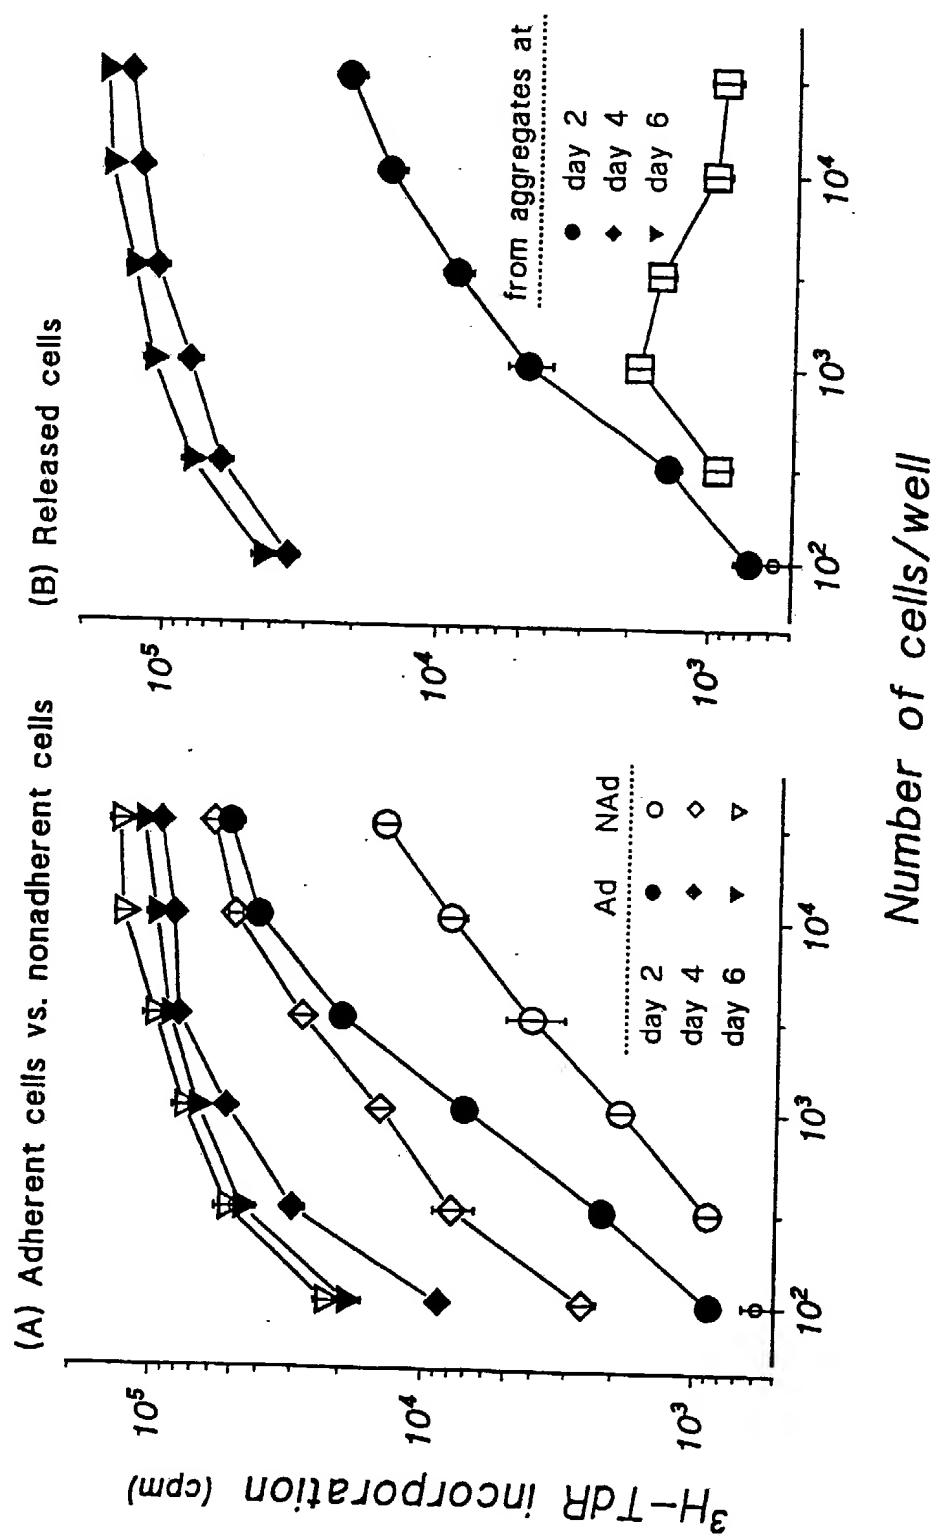 (A) Adherent cells vs. nonadherent cells
10⁵
10⁴
10³
³H-TdR incorporation (cpm)
Ad NAd
day 2
day 4
day 6
10² 10³ 10⁴
(B) Released cells
10⁵
10⁴
10³
from aggregates at
day 2
day 4
day 6
10² 10³ 10⁴
Number of cells/well